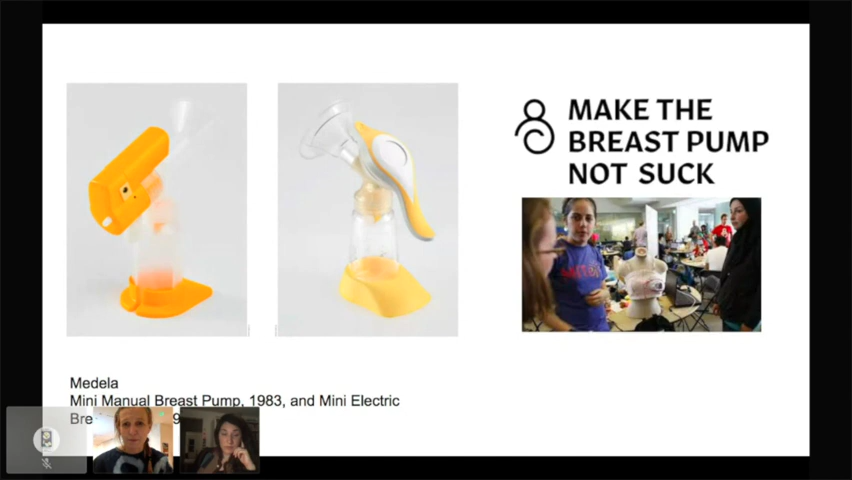 MAKE THE
BREAST PUMP
NOT SUCK
Medela
Mini Manual Breast Pump, 1983, and Mini Electric